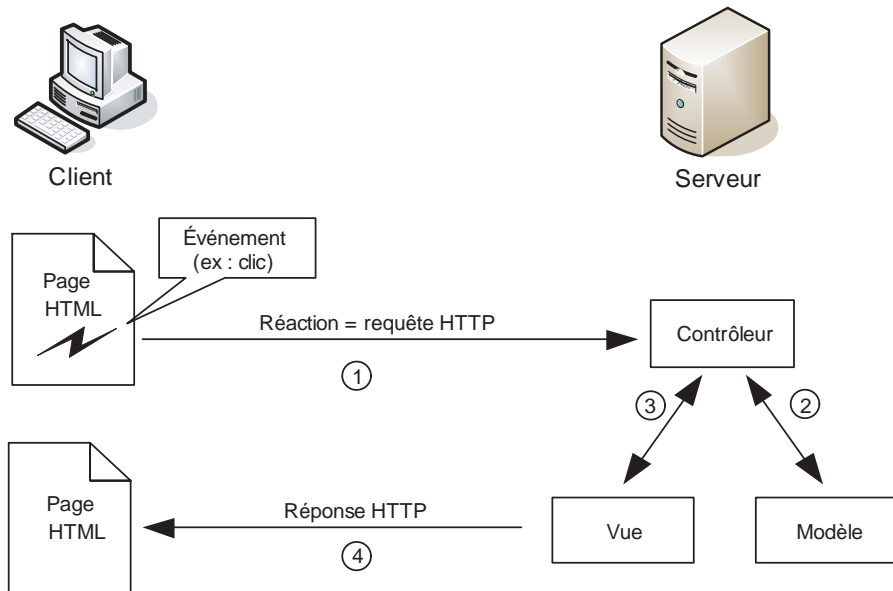 Client
Serveur
Événement
(ex : clic)
Page
HTML
Réaction = requête HTTP
1
Contrôleur
3
2
Page
HTML
Réponse HTTP
4
Vue
Modèle